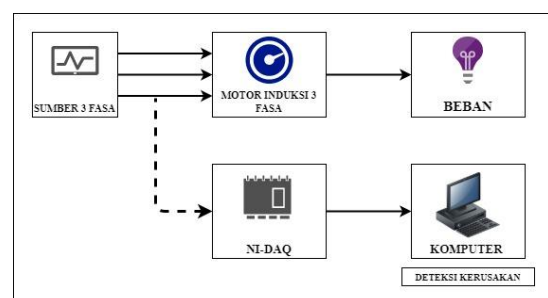 SUMBER 3 FASA
MOTOR INDUKSI 3
FASA
BEBAN
NI-DAQ
KOMPUTER
DETEKSI KERUSAKAN